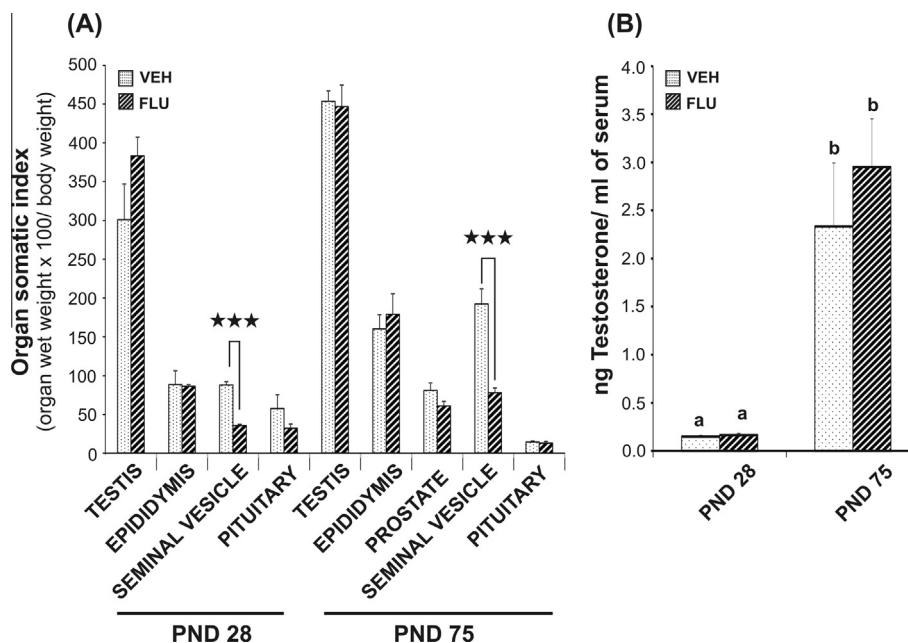 (A)
Organ somatic index
(organ wet weight x 100/ body weight)
500
450
400
350
300
250
200
150
100
50
0
VEH
FLU
★★★
★★★
TESTIS
EPIDIDYMIS
SEMINAL VESICLE
PITUITARY
TESTIS
EPIDIDYMIS
PROSTATE
SEMINAL VESICLE
PITUITARY
PND 28
PND 75
(B)
ng Testosterone/ ml of serum
4.0
3.5
3.0
2.5
2.0
1.5
1.0
0.5
0.0
VEH
FLU
a
a
b
b
PND 28
PND 75